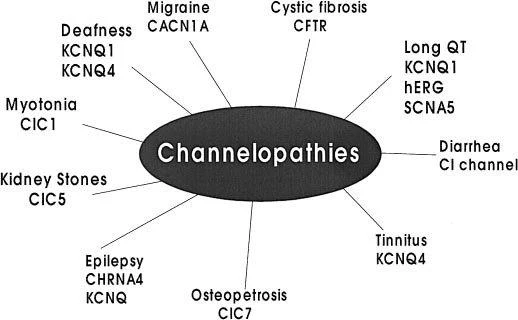 Migraine
CACN1A
Cystic fibrosis
CFTR
Deafness
KCNQ1
KCNQ4
Long QT
KCNQ1
hERG
SCNA5
Myotonia
ClC1
Channelopathies
Diarrhea
Cl channel
Kidney Stones
ClC5
Tinnitus
KCNQ4
Epilepsy
CHRNA4
KCNQ
Osteopetrosis
ClC7